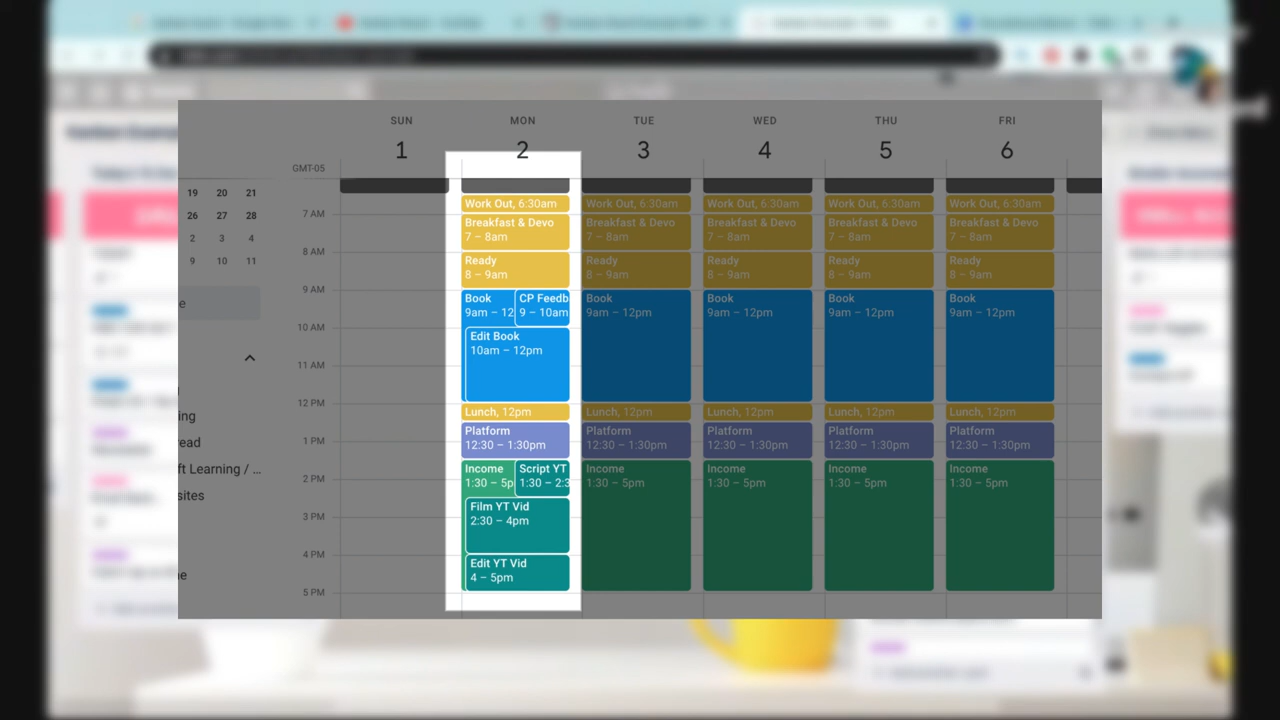 SUN MON TUE WED THU FRI
1 2 3 4 5 6
GMT-05
19 20 21
26 27 28
2 3 4
9 10 11
7 AM
8 AM
9 AM
10 AM
11 AM
12 PM
1 PM
2 PM
3 PM
4 PM
5 PM
e
ing
read
ft Learning / ...
sites
e
Work Out, 6:30am
Breakfast & Devo
7 – 8am
Ready
8 – 9am
Book
9am – 12
CP Feedb
9 – 10am
Edit Book
10am – 12pm
Lunch, 12pm
Platform
12:30 – 1:30pm
Income
1:30 – 5p
Script YT
1:30 – 2:3
Film YT Vid
2:30 – 4pm
Edit YT Vid
4 – 5pm
Work Out, 6:30am
Breakfast & Devo
7 – 8am
Ready
8 – 9am
Book
9am – 12pm
Lunch, 12pm
Platform
12:30 – 1:30pm
Income
1:30 – 5pm
Work Out, 6:30am
Breakfast & Devo
7 – 8am
Ready
8 – 9am
Book
9am – 12pm
Lunch, 12pm
Platform
12:30 – 1:30pm
Income
1:30 – 5pm
Work Out, 6:30am
Breakfast & Devo
7 – 8am
Ready
8 – 9am
Book
9am – 12pm
Lunch, 12pm
Platform
12:30 – 1:30pm
Income
1:30 – 5pm
Work Out, 6:30am
Breakfast & Devo
7 – 8am
Ready
8 – 9am
Book
9am – 12pm
Lunch, 12pm
Platform
12:30 – 1:30pm
Income
1:30 – 5pm